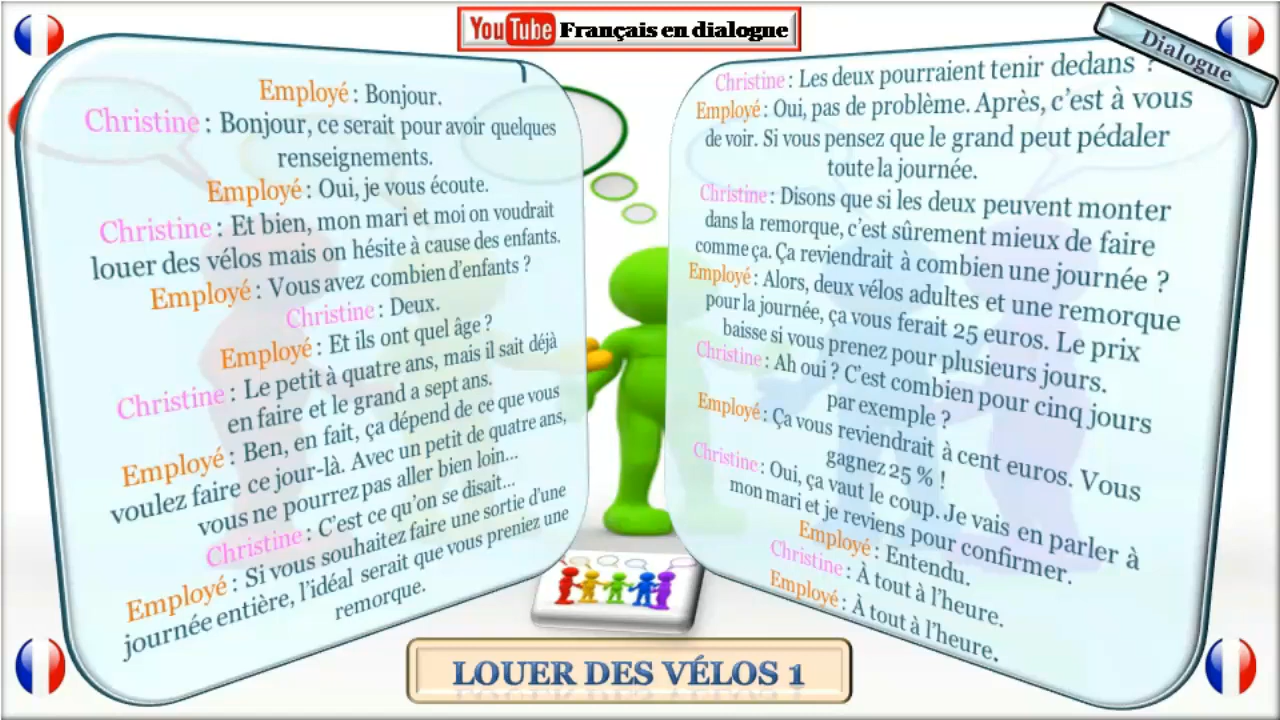 YouTube Français en dialogue
Dialogue
Employé : Bonjour.
Christine : Bonjour, ce serait pour avoir quelques
renseignements.
Employé : Oui, je vous écoute.
Christine : Et bien, mon mari et moi on voudrait
louer des vélos mais on hésite à cause des enfants.
Employé : Vous avez combien d'enfants ?
Christine : Deux.
Employé : Et ils ont quel âge ?
Christine : Le petit à quatre ans, mais il sait déjà
en faire et le grand a sept ans.
Employé : Ben, en fait, ça dépend de ce que vous
voulez faire ce jour-là. Avec un petit de quatre ans,
vous ne pourrez pas aller bien loin...
Christine : C'est ce qu'on se disait...
Employé : Si vous souhaitez faire une sortie d'une
journée entière, l'idéal serait que vous preniez une
remorque.
Christine : Les deux pourraient tenir dedans ?
Employé : Oui, pas de problème. Après, c'est à vous
de voir. Si vous pensez que le grand peut pédaler
toute la journée.
Christine : Disons que si les deux peuvent monter
dans la remorque, c'est sûrement mieux de faire
comme ça. Ça reviendrait à combien une journée ?
Employé : Alors, deux vélos adultes et une remorque
pour la journée, ça vous ferait 25 euros. Le prix
baisse si vous prenez pour plusieurs jours.
Christine : Ah oui ? C'est combien pour cinq jours
par exemple ?
Employé : Ça vous reviendrait à cent euros. Vous
gagnez 25 % !
Christine : Oui, ça vaut le coup. Je vais en parler à
mon mari et je reviens pour confirmer.
Employé : Entendu.
Christine : À tout à l'heure.
Employé : À tout à l'heure.
LOUER DES VÉLOS 1